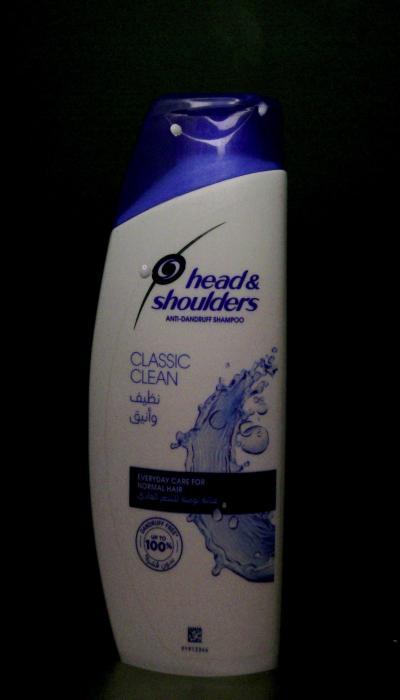 head&
shoulders
ANTI-DANDRUFF SHAMPOO
CLASSIC
CLEAN
نظيف
وأنيق
EVERYDAY CARE FOR
NORMAL HAIR
DANDRUFF FREE*
UP TO
100%